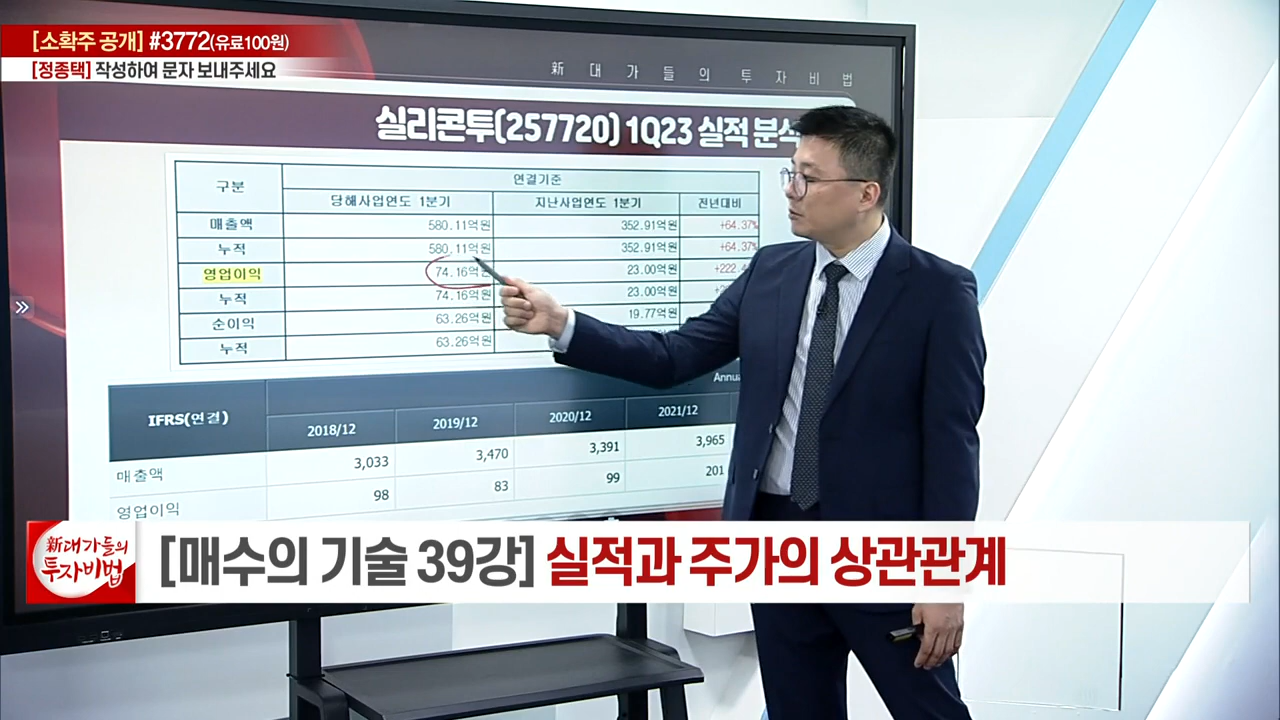 [소확주 공개] #3772(유료100원)
[정종택] 작성하여 문자 보내주세요
新 대 가 들 의 투 자 비 법
실리콘투(257720) 1Q23 실적 분석
구분 연결기준
당해사업연도 1분기 지난사업연도 1분기 전년대비
매출액 580.11억원 352.91억원 +64.37%
누적 580.11억원 352.91억원 +64.37%
영업이익 74.16억원 23.00억원 +222.4
누적 74.16억원 23.00억원
순이익 63.26억원 19.77억원
누적 63.26억원
IFRS(연결) Annua
2018/12 2019/12 2020/12 2021/12
매출액 3,033 3,470 3,391 3,965
영업이익 98 83 99 201
新대가들의
투자비법
[매수의 기술 39강] 실적과 주가의 상관관계